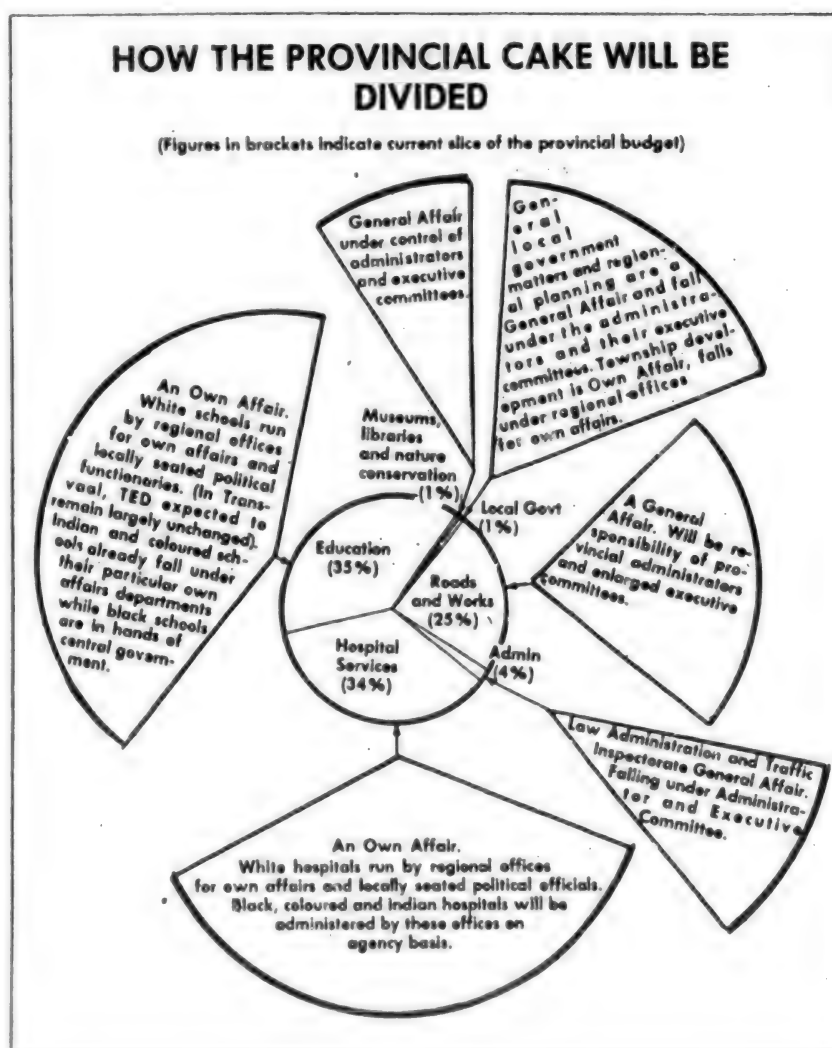 HOW THE PROVINCIAL CAKE WILL BE
DIVIDED
(Figures in brackets indicate current slice of the provincial budget)
General Affair
under control of
administrators
and executive
committees.
Gen-
eral
local
government
matters and region-
al planning are a
General Affair and fall
under the administra-
tors and their executive
committees. Township devel-
opment is Own Affair, falls
under regional offices
for own affairs.
An Own Affair.
White schools run
by regional offices
for own affairs and
locally seated political
functionaries. (In Trans-
vaal, TED expected to
remain largely unchanged).
Indian and coloured sch-
ools already fall under
their particular own
affairs departments
while black schools
are in hands of
central govern-
ment.
Museums,
libraries
and nature
conservation
(1%)
Local Govt
(1%)
A General
Affair. Will be re-
sponsibility of pro-
vincial administrators
and enlarged executive
committees.
Education
(35%)
Roads
and Works
(25%)
Hospital
Services
(34%)
Admin
(4%)
Law Administration and Traffic
Inspectorate General Affair.
Falling under Administra-
tor and Executive
Committee.
An Own Affair.
White hospitals run by regional offices
for own affairs and locally seated political officials.
Black, coloured and Indian hospitals will be
administered by these offices on
agency basis.